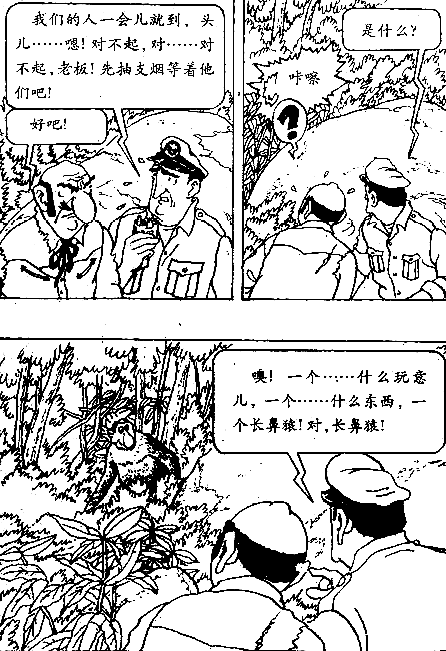 我们的人一会儿就到，头
儿……嗯！对不起，对……对
不起，老板！先抽支烟等着他
们吧！
好吧！
是什么？
咔嚓
?
噢！一个……什么玩意
儿，一个……什么东西，一
个长鼻猿！对，长鼻猿！